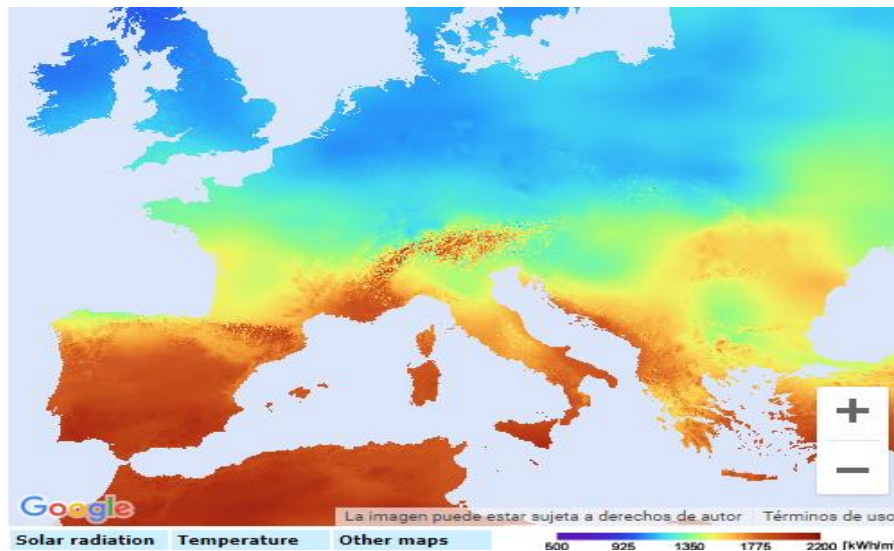 +
−
Google
La imagen puede estar sujeta a derechos de autor Términos de uso
Solar radiation Temperature Other maps
500 925 1350 1775 2200 [kWh/m